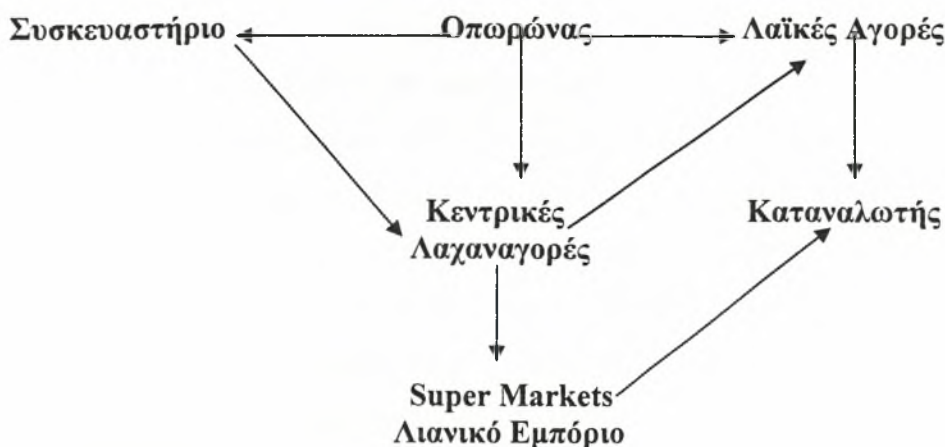 Συσκευαστήριο Οπωρώνας Λαϊκές Αγορές
Κεντρικές
Λαχαναγορές
Καταναλωτής
Super Markets
Λιανικό Εμπόριο